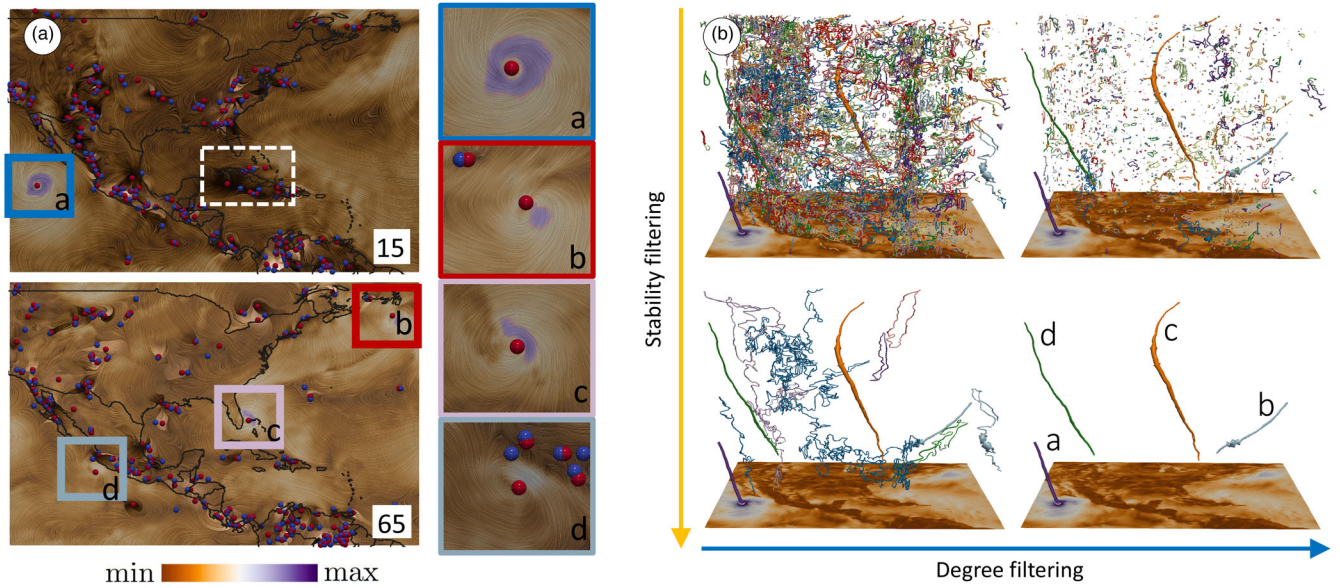 (a)
a
15
b
c
d
65
min
max
a
b
c
d
(b)
Stability filtering
d
c
b
a
Degree filtering